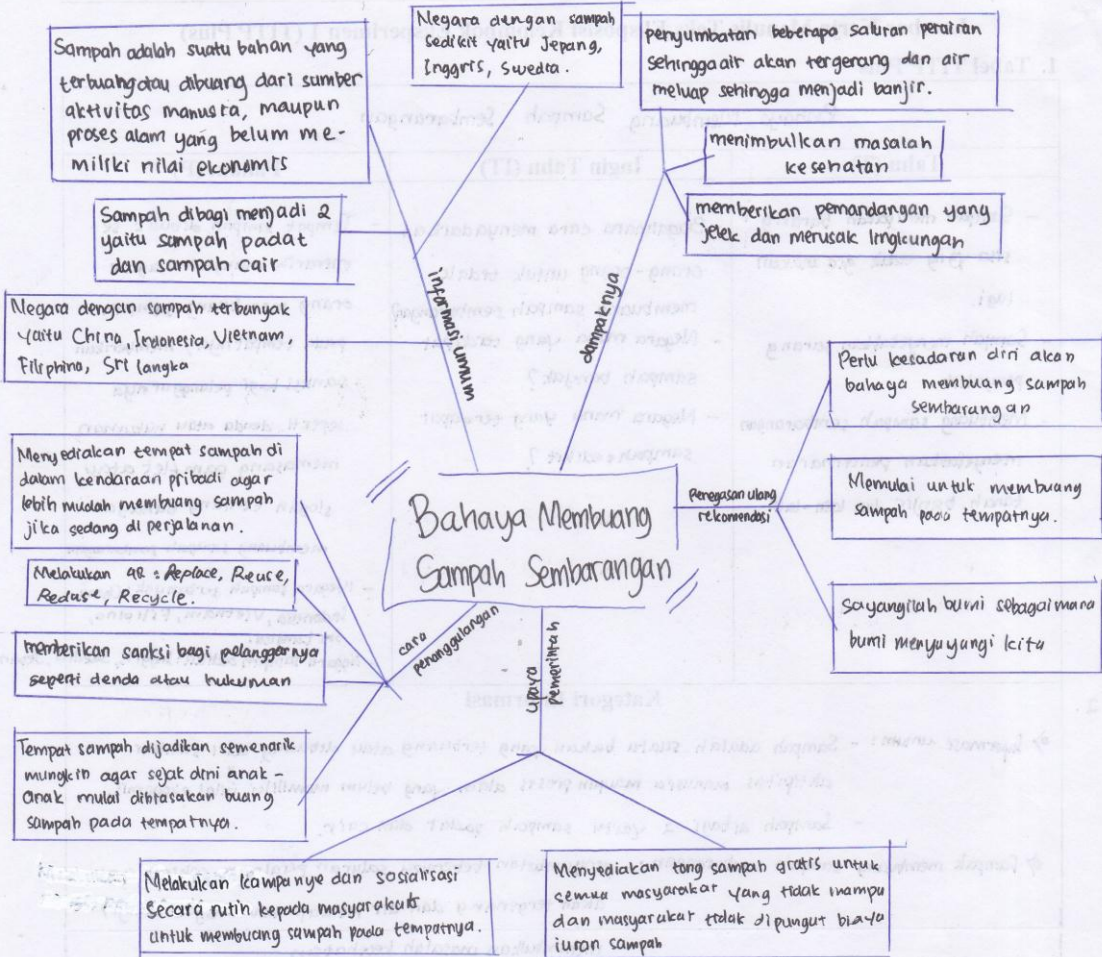 Negara dengan sampah
sedikit yaitu Jepang,
Inggris, Swedia.
Sampah adalah suatu bahan yang
terbuang atau dibuang dari sumber
aktivitas manusia, maupun
proses alam yang belum me-
miliki nilai ekonomis
Sampah dibagi menjadi 2
yaitu sampah padat
dan sampah cair
Negara dengan sampah terbanyak
yaitu China, Indonesia, Vietnam,
Filiphina, Sri langka
informasi umum
Penyumbatan beberapa saluran perairan
sehingga air akan tergerang dan air
meluap sehingga menjadi banjir.
menimbulkan masalah
kesehatan
memberikan pemandangan yang
jelek dan merusak lingkungan
dampaknya
Bahaya Membuang
Sampah Sembarangan
Penegasan ulang
rekomendasi
Perlu kesadaran diri akan
bahaya membuang sampah
sembarangan
Memulai untuk membuang
sampah pada tempatnya.
Sayangilah bumi sebagaimana
bumi menyayangi kita
Menyediakan tempat sampah di
dalam kendaraan pribadi agar
lebih mudah membuang sampah
jika sedang di perjalanan.
Melakukan 4R : Replace, Reuse,
Reduse, Recycle.
memberikan sanksi bagi pelanggarnya
seperti denda atau hukuman
Tempat sampah dijadikan semenarik
mungkin agar sejak dini anak -
anak mulai dibiasakan buang
sampah pada tempatnya.
cara
penanggulangan
upaya
Pemerintah
Melakukan kampanye dan sosialisasi
secara rutin kepada masyarakat
untuk membuang sampah pada tempatnya.
Menyediakan tong sampah gratis untuk
semua masyarakat yang tidak mampu
dan masyarakat tidak dipungut biaya
iuran sampah